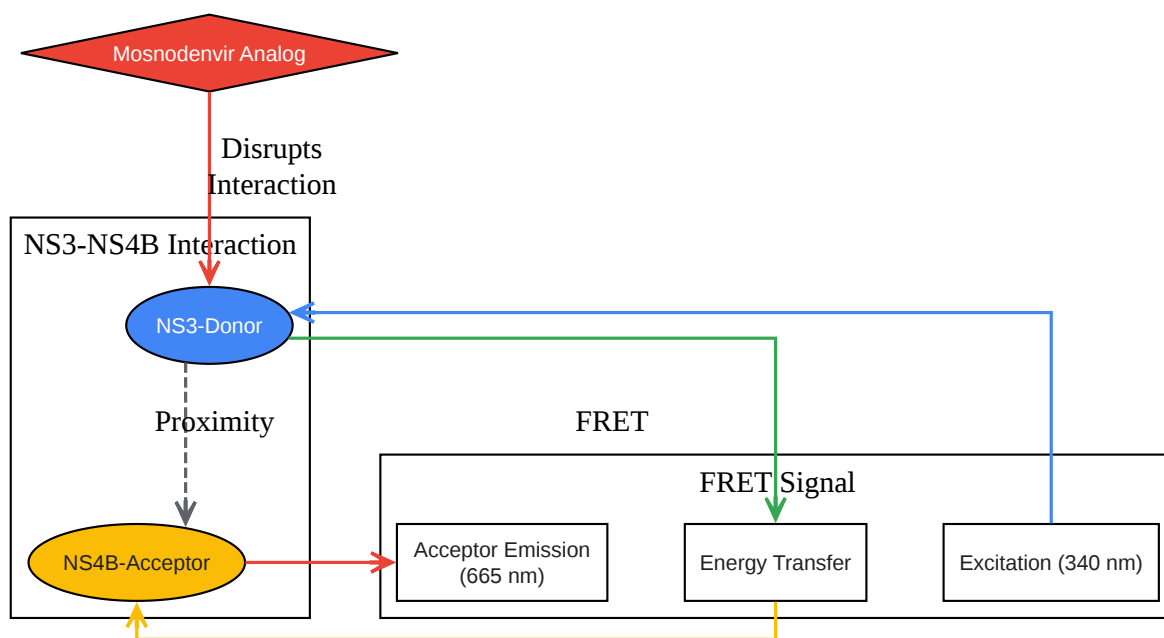 Mosnodenvir Analog
Disrupts
Interaction
NS3-NS4B Interaction
NS3-Donor
Proximity
FRET
FRET Signal
NS4B-Acceptor
Acceptor Emission
(665 nm)
Energy Transfer
Excitation (340 nm)